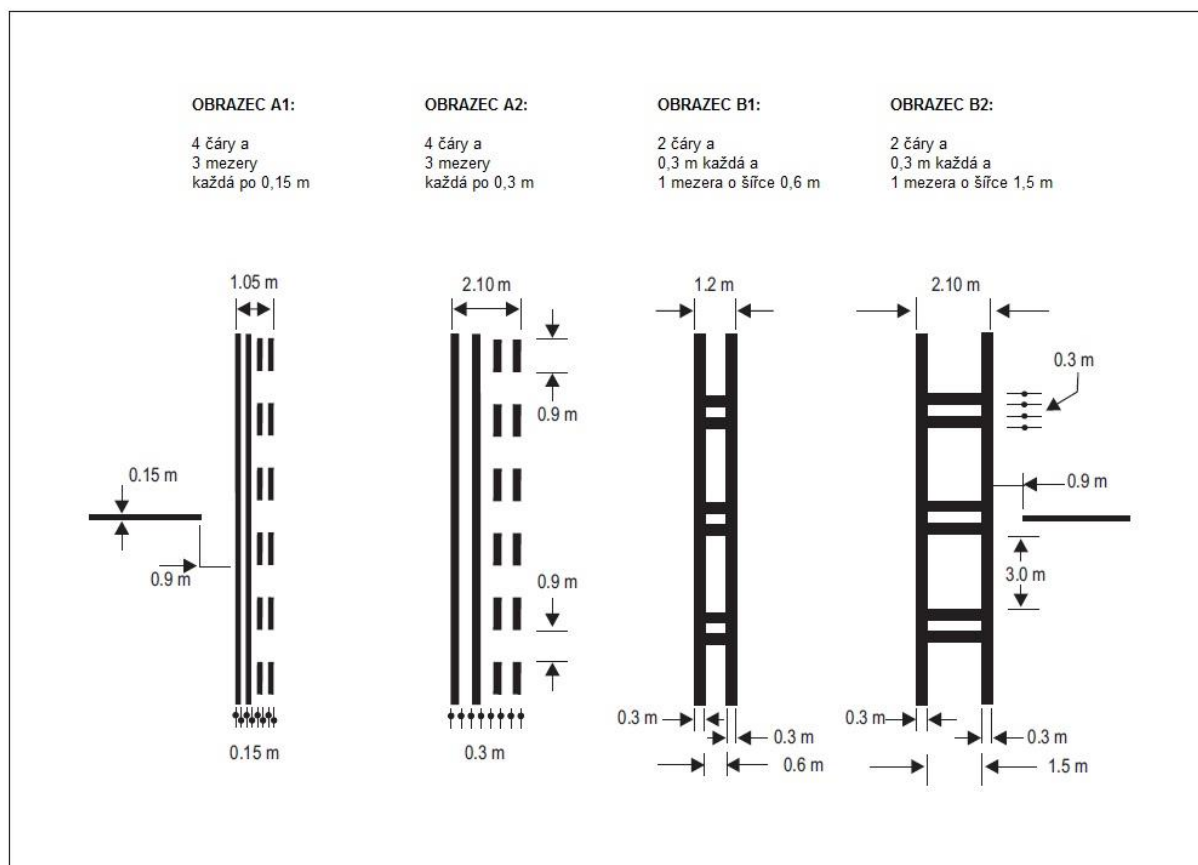 OBRAZEC A1:
4 čáry a
3 mezery
každá po 0,15 m
OBRAZEC A2:
4 čáry a
3 mezery
každá po 0,3 m
OBRAZEC B1:
2 čáry a
0,3 m každá a
1 mezera o šířce 0,6 m
OBRAZEC B2:
2 čáry a
0,3 m každá a
1 mezera o šířce 1,5 m
1.05 m
0.15 m
0.9 m
0.15 m
2.10 m
0.9 m
0.9 m
0.3 m
1.2 m
0.3 m
0.3 m
0.6 m
2.10 m
0.3 m
0.9 m
3.0 m
0.3 m
0.3 m
1.5 m